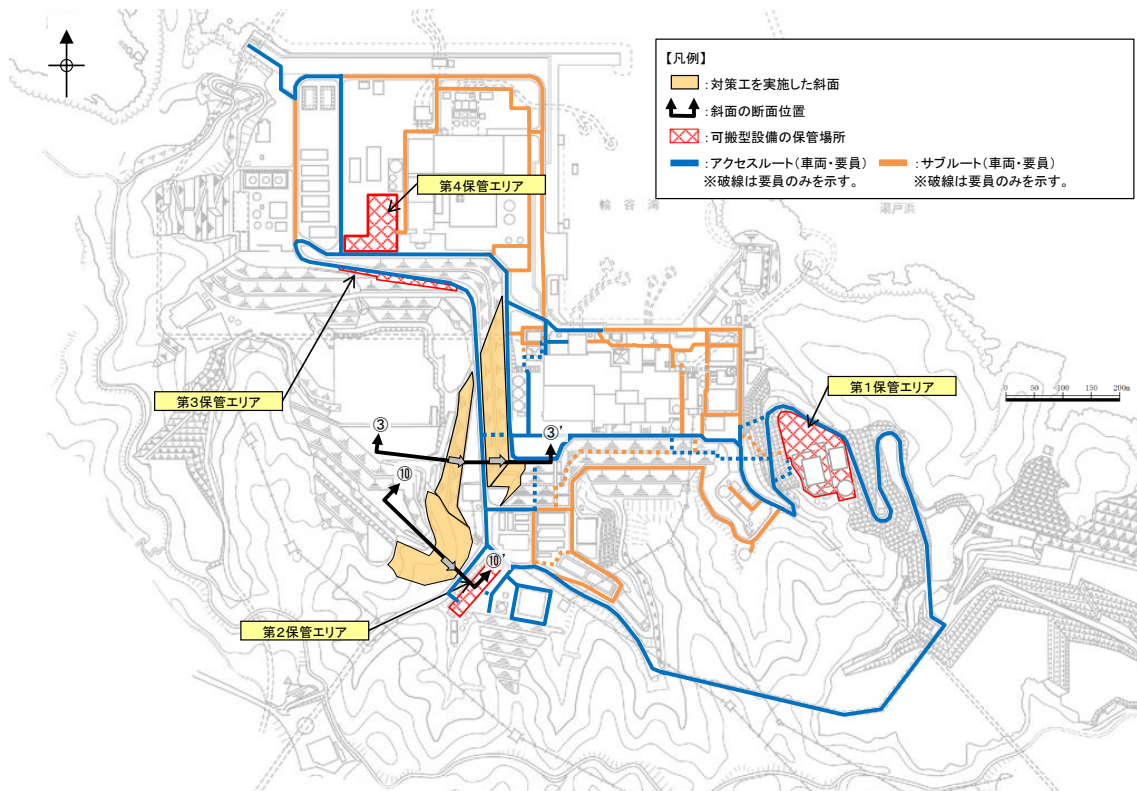 【凡例】
:対策工を実施した斜面
:斜面の断面位置
:可搬型設備の保管場所
:アクセスルート(車両・要員)
※破線は要員のみを示す。
:サブルート(車両・要員)
※破線は要員のみを示す。
第4保管エリア
輪谷湾
瀬戸浜
第3保管エリア
第1保管エリア
0 50 100 200m
③
③'
⑩
⑩'
第2保管エリア